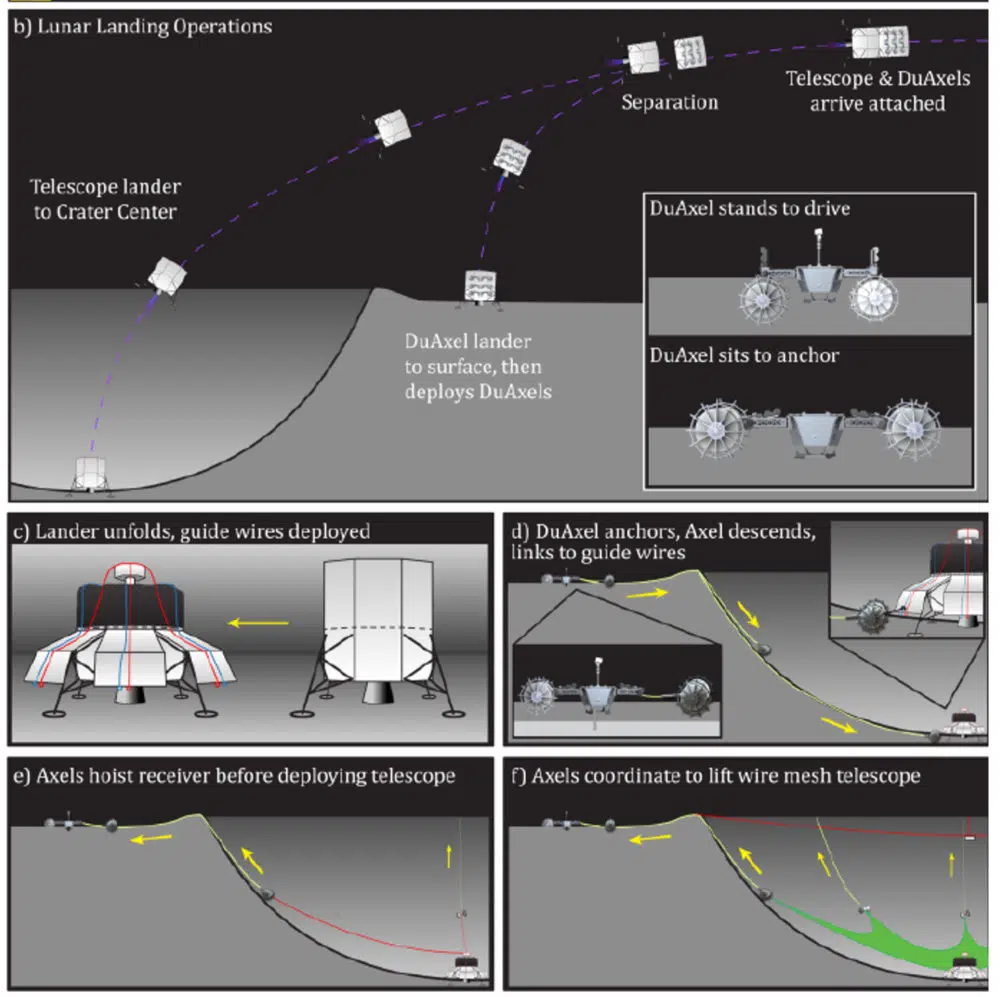 b) Lunar Landing Operations
Telescope & DuAxels
arrive attached
Separation
Telescope lander
to Crater Center
DuAxel lander
to surface, then
deploys DuAxels
DuAxel stands to drive
DuAxel sits to anchor
c) Lander unfolds, guide wires deployed
d) DuAxel anchors, Axel descends,
links to guide wires
e) Axels hoist receiver before deploying telescope
f) Axels coordinate to lift wire mesh telescope